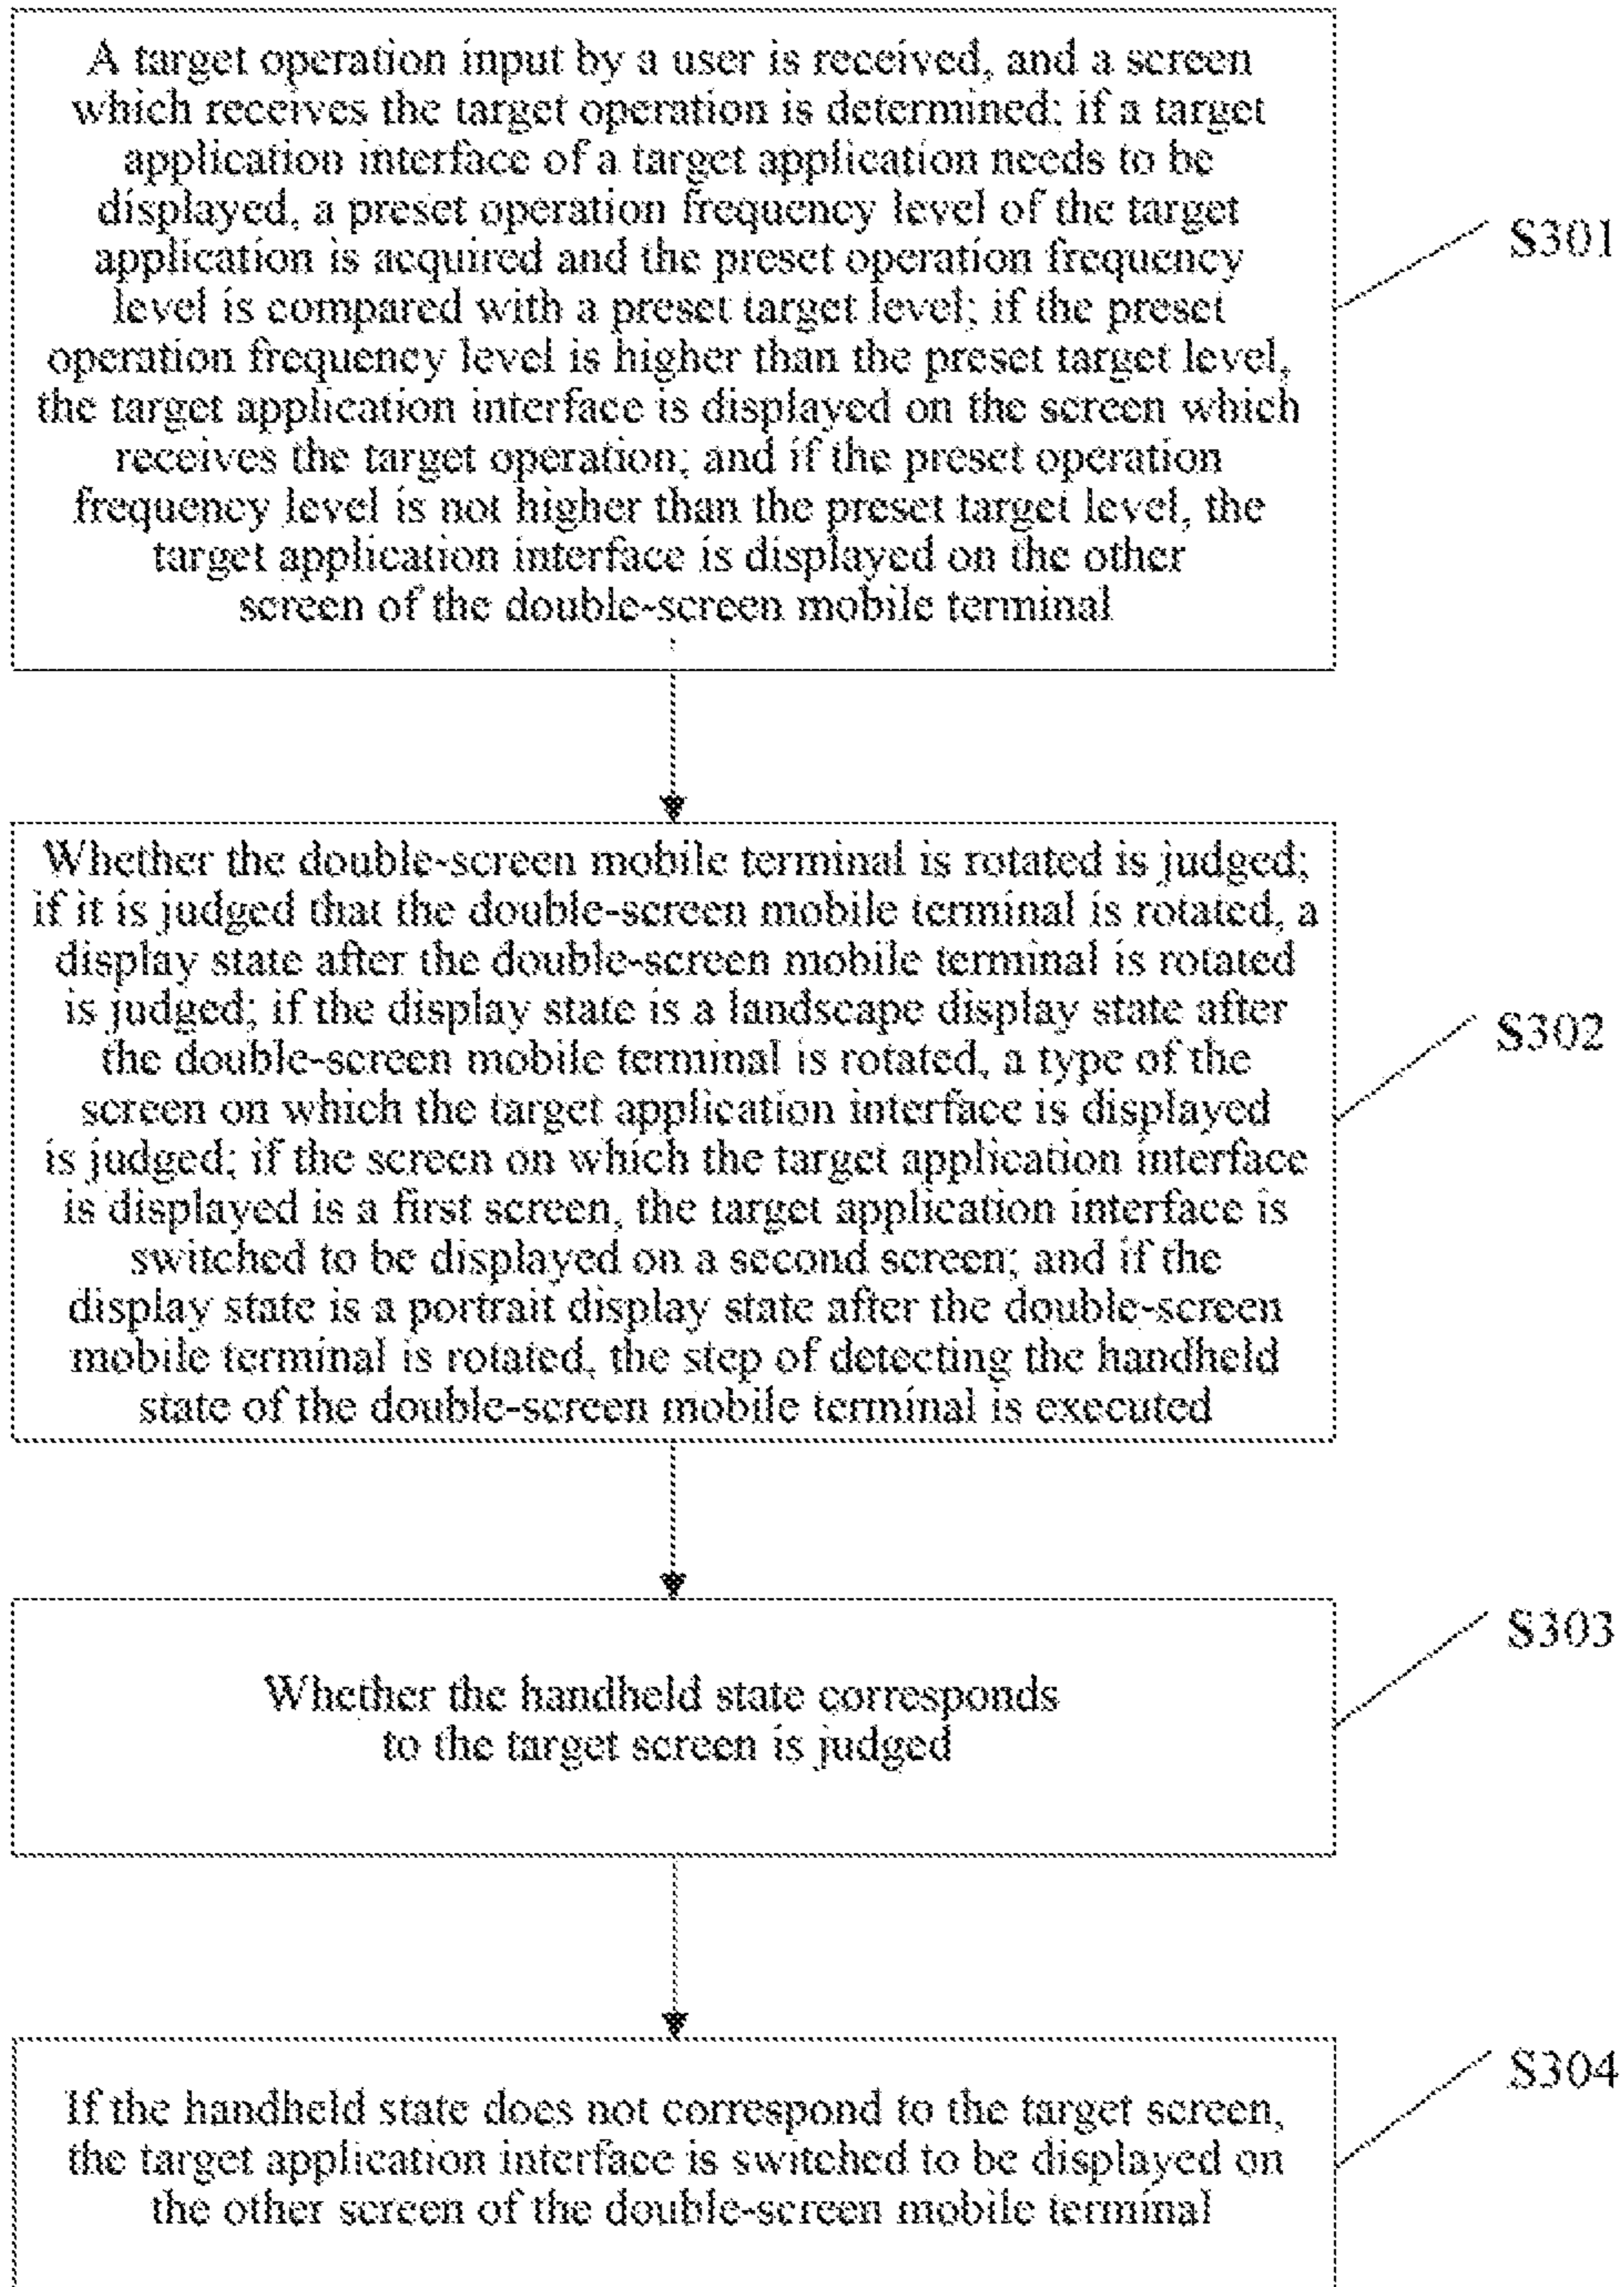 A target operation input by a user is received, and a screen
which receives the target operation is determined; if a target
application interface of a target application needs to be
displayed, a preset operation frequency level of the target
application is acquired and the preset operation frequency
level is compared with a preset target level; if the preset
operation frequency level is higher than the preset target level,
the target application interface is displayed on the screen which
receives the target operation; and if the preset operation
frequency level is not higher than the preset target level, the
target application interface is displayed on the other
screen of the double-screen mobile terminal
S301
Whether the double-screen mobile terminal is rotated is judged;
if it is judged that the double-screen mobile terminal is rotated, a
display state after the double-screen mobile terminal is rotated
is judged; if the display state is a landscape display state after
the double-screen mobile terminal is rotated, a type of the
screen on which the target application interface is displayed
is judged; if the screen on which the target application interface
is displayed is a first screen, the target application interface is
switched to be displayed on a second screen; and if the
display state is a portrait display state after the double-screen
mobile terminal is rotated, the step of detecting the handheld
state of the double-screen mobile terminal is executed
S302
Whether the handheld state corresponds
to the target screen is judged
S303
If the handheld state does not correspond to the target screen,
the target application interface is switched to be displayed on
the other screen of the double-screen mobile terminal
S304